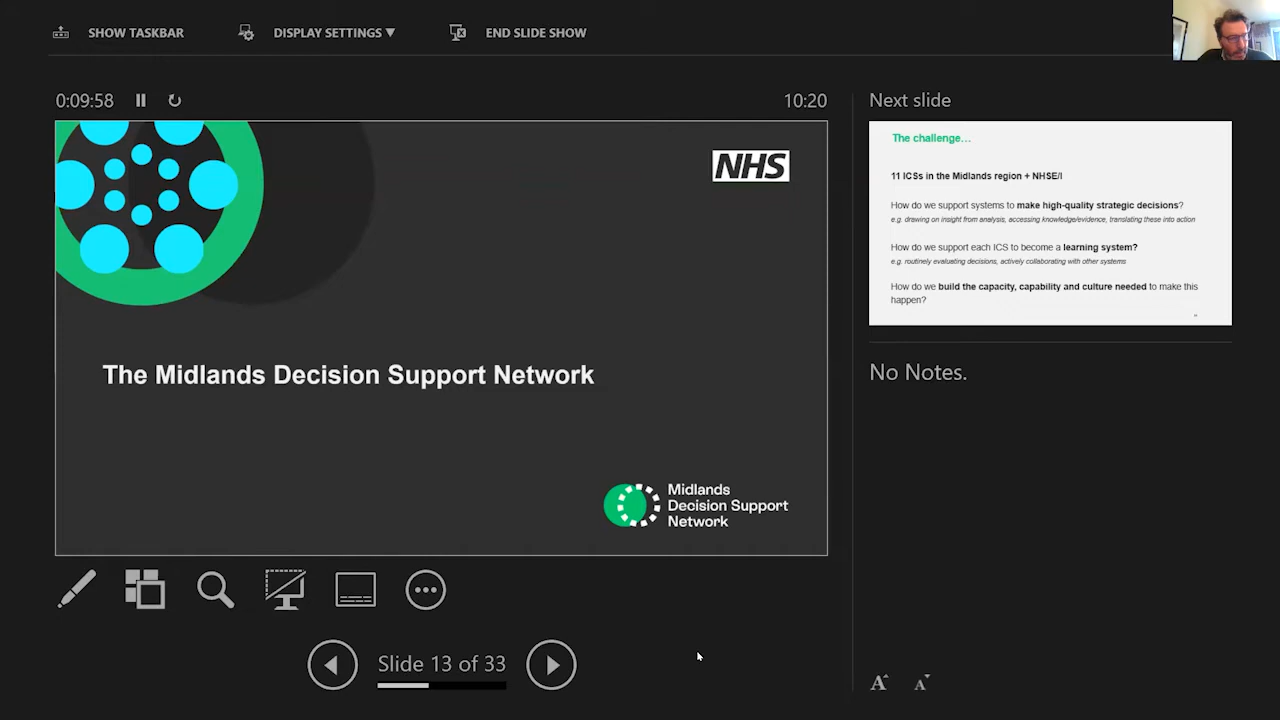 SHOW TASKBAR
DISPLAY SETTINGS ▼
END SLIDE SHOW
0:09:58
10:20
NHS
The Midlands Decision Support Network
Midlands
Decision Support
Network
Slide 13 of 33
Next slide
The challenge…
11 ICSs in the Midlands region + NHSE/I
How do we support systems to make high-quality strategic decisions?
e.g. drawing on insight from analysis, accessing knowledge/evidence, translating these into action
How do we support each ICS to become a learning system?
e.g. routinely evaluating decisions, actively collaborating with other systems
How do we build the capacity, capability and culture needed to make this
happen?
No Notes.
A A